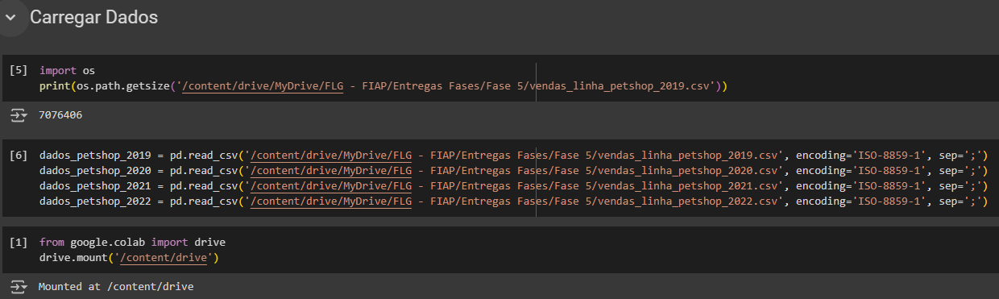 Carregar Dados
[5] import os
print(os.path.getsize('/content/drive/MyDrive/FLG - FIAP/Entregas Fases/Fase 5/vendas_linha_petshop_2019.csv'))
7076406
[6] dados_petshop_2019 = pd.read_csv('/content/drive/MyDrive/FLG - FIAP/Entregas Fases/Fase 5/vendas_linha_petshop_2019.csv', encoding='ISO-8859-1', sep=';')
dados_petshop_2020 = pd.read_csv('/content/drive/MyDrive/FLG - FIAP/Entregas Fases/Fase 5/vendas_linha_petshop_2020.csv', encoding='ISO-8859-1', sep=';')
dados_petshop_2021 = pd.read_csv('/content/drive/MyDrive/FLG - FIAP/Entregas Fases/Fase 5/vendas_linha_petshop_2021.csv', encoding='ISO-8859-1', sep=';')
dados_petshop_2022 = pd.read_csv('/content/drive/MyDrive/FLG - FIAP/Entregas Fases/Fase 5/vendas_linha_petshop_2022.csv', encoding='ISO-8859-1', sep=';')
[1] from google.colab import drive
drive.mount('/content/drive')
Mounted at /content/drive